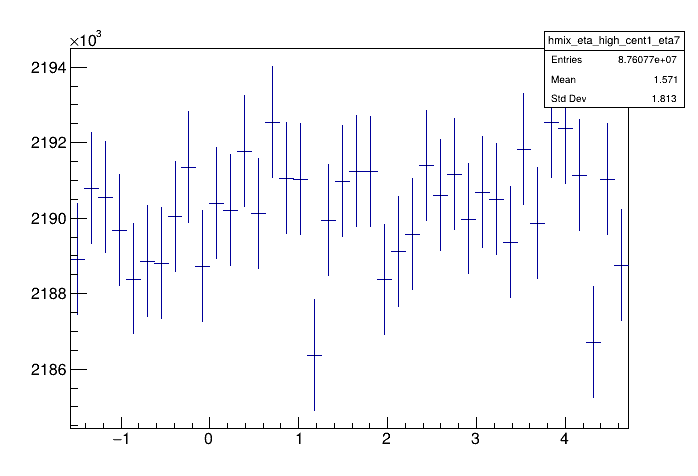 ×10³
hmix_eta_high_cent1_eta7
Entries 8.76077e+07
Mean 1.571
Std Dev 1.813
2194
2192
2190
2188
2186
−1 0 1 2 3 4